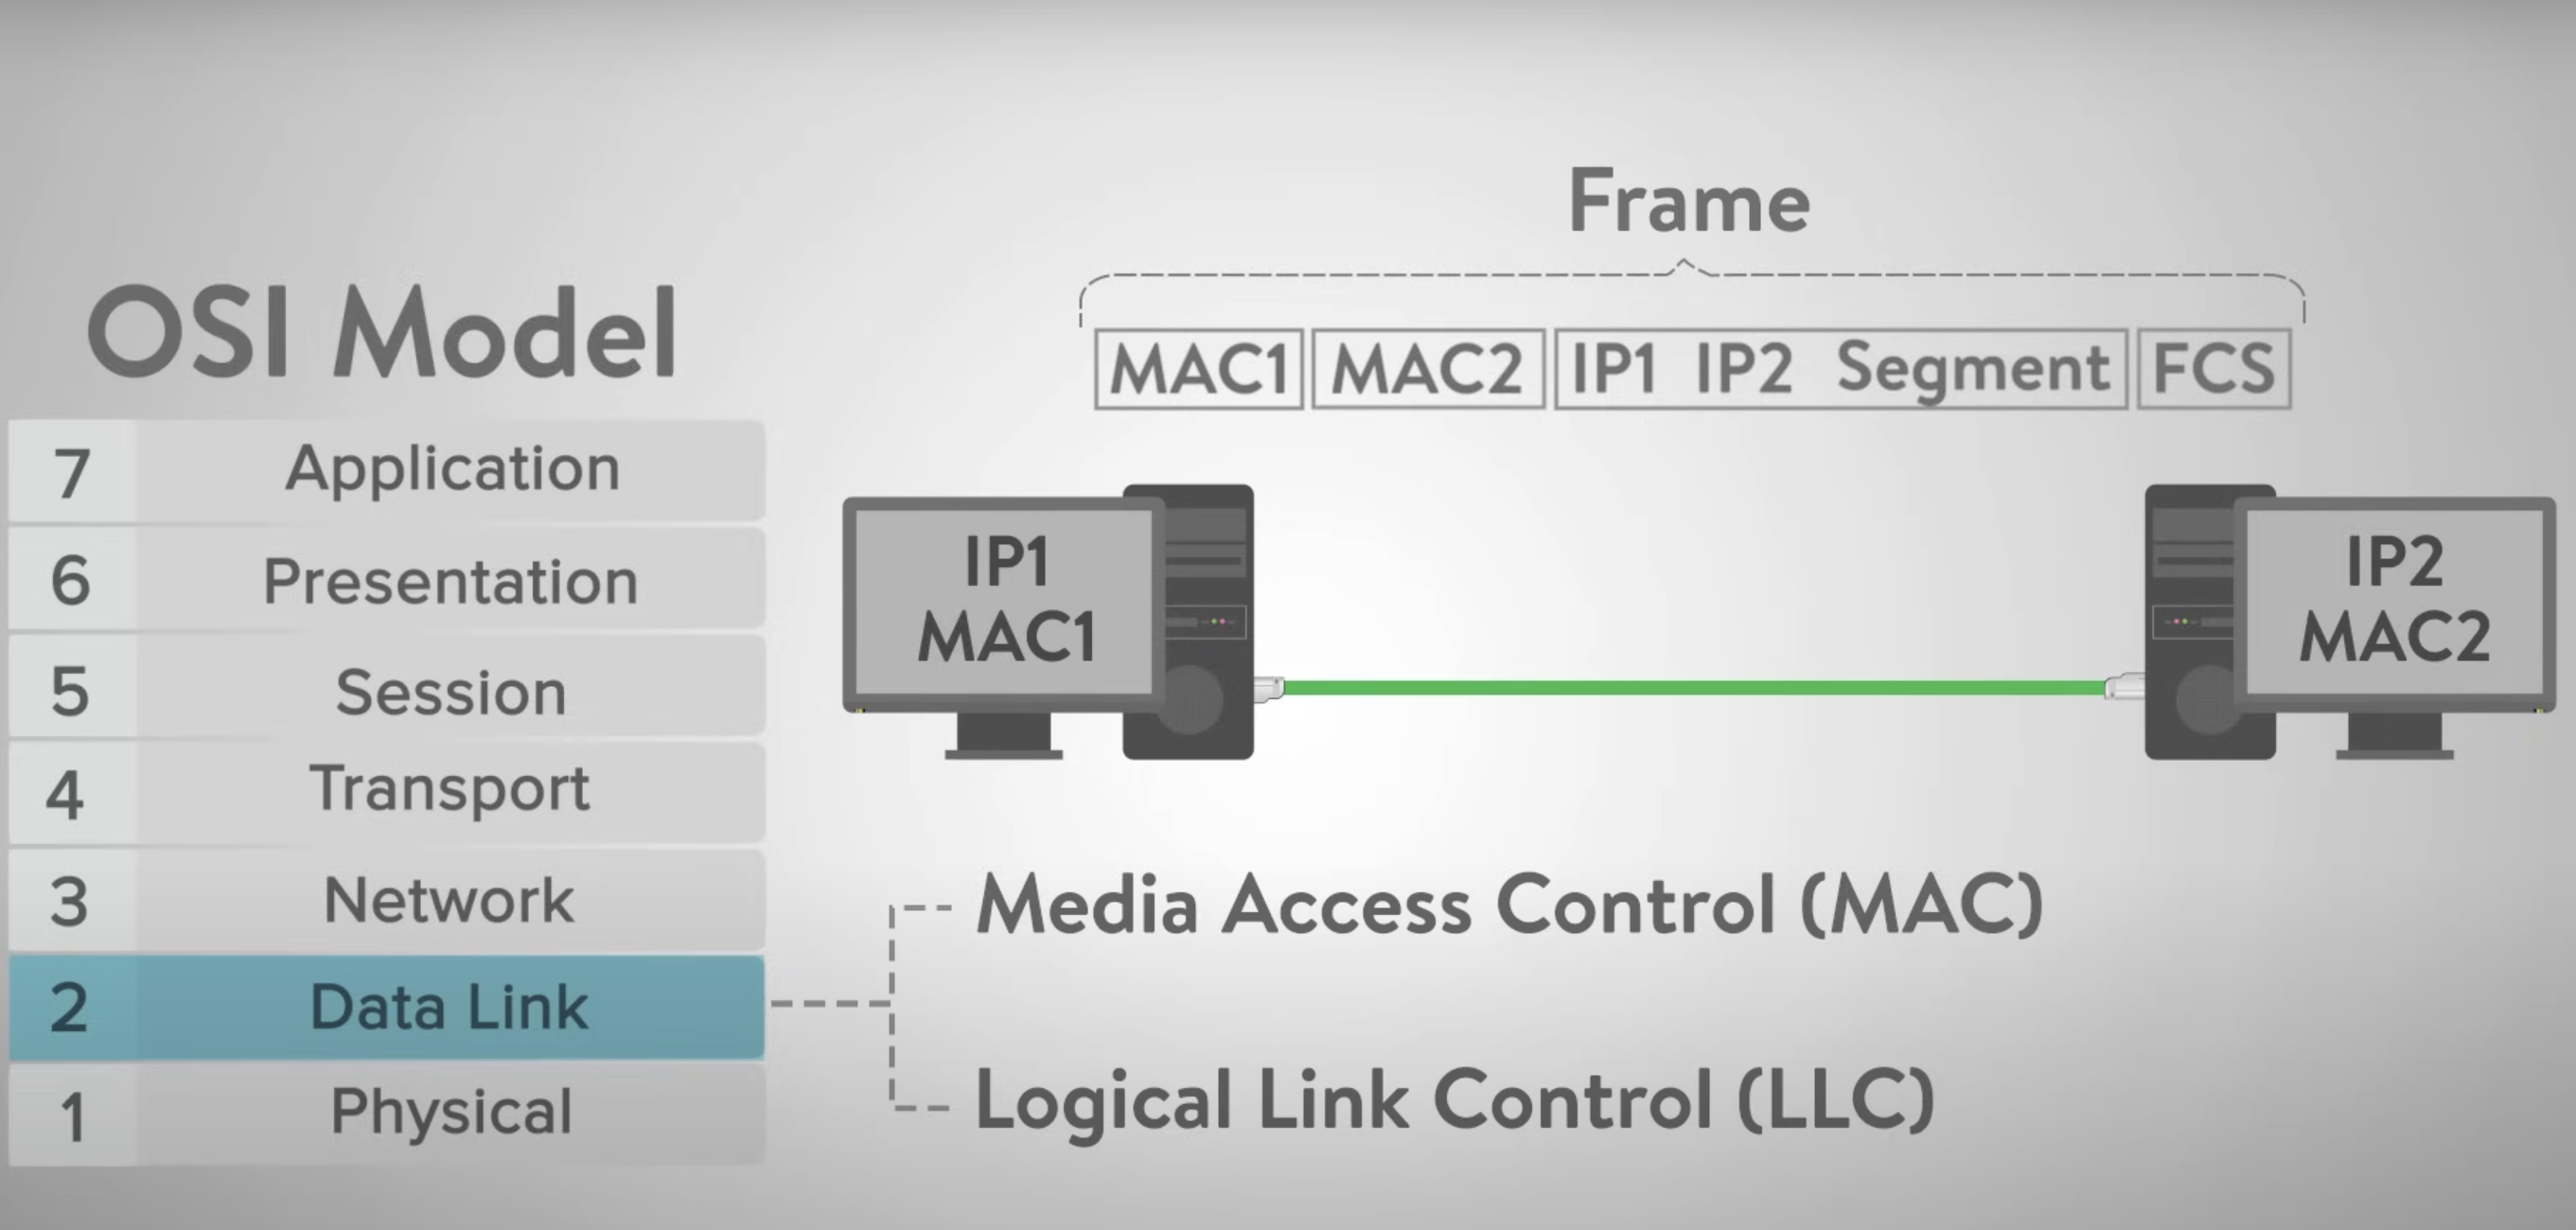 OSI Model
7 Application
6 Presentation
5 Session
4 Transport
3 Network
2 Data Link
1 Physical
Frame
MAC1 MAC2 IP1 IP2 Segment FCS
IP1
MAC1
IP2
MAC2
Media Access Control (MAC)
Logical Link Control (LLC)